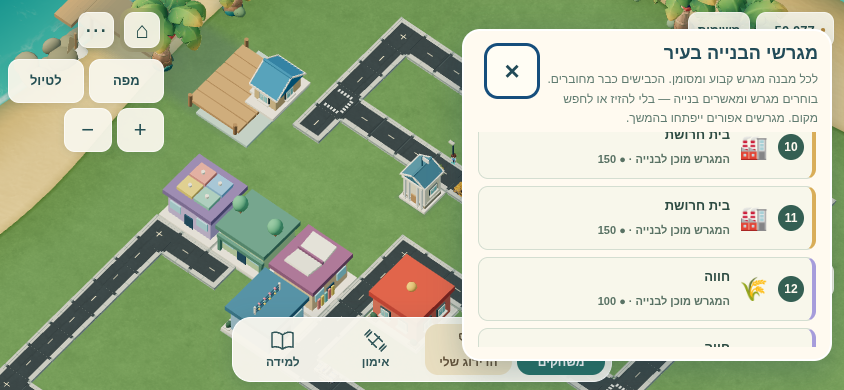 מגרשי הבנייה בעיר
לכל מבנה מגרש קבוע ומסומן. הכבישים כבר מחוברים.
בוחרים מגרש ומאשרים בנייה — בלי להזיז או לחפש
מקום. מגרשים אפורים ייפתחו בהמשך.
10
בית חרושת
המגרש מוכן לבנייה · ● 150
11
בית חרושת
המגרש מוכן לבנייה · ● 150
12
חווה
המגרש מוכן לבנייה · ● 100
מפה
לטיול
+
−
למידה
אימון
משחקים